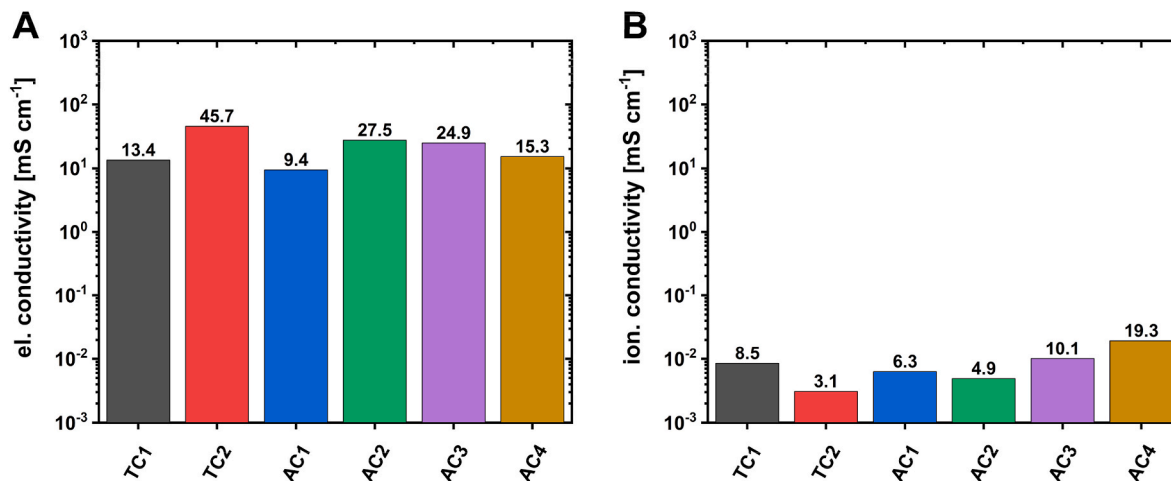 A
el. conductivity [mS cm⁻¹]
10³
10²
10¹
10⁰
10⁻¹
10⁻²
10⁻³
13.4
45.7
9.4
27.5
24.9
15.3
TC1
TC2
AC1
AC2
AC3
AC4
B
ion. conductivity [mS cm⁻¹]
10³
10²
10¹
10⁰
10⁻¹
10⁻²
10⁻³
8.5
3.1
6.3
4.9
10.1
19.3
TC1
TC2
AC1
AC2
AC3
AC4